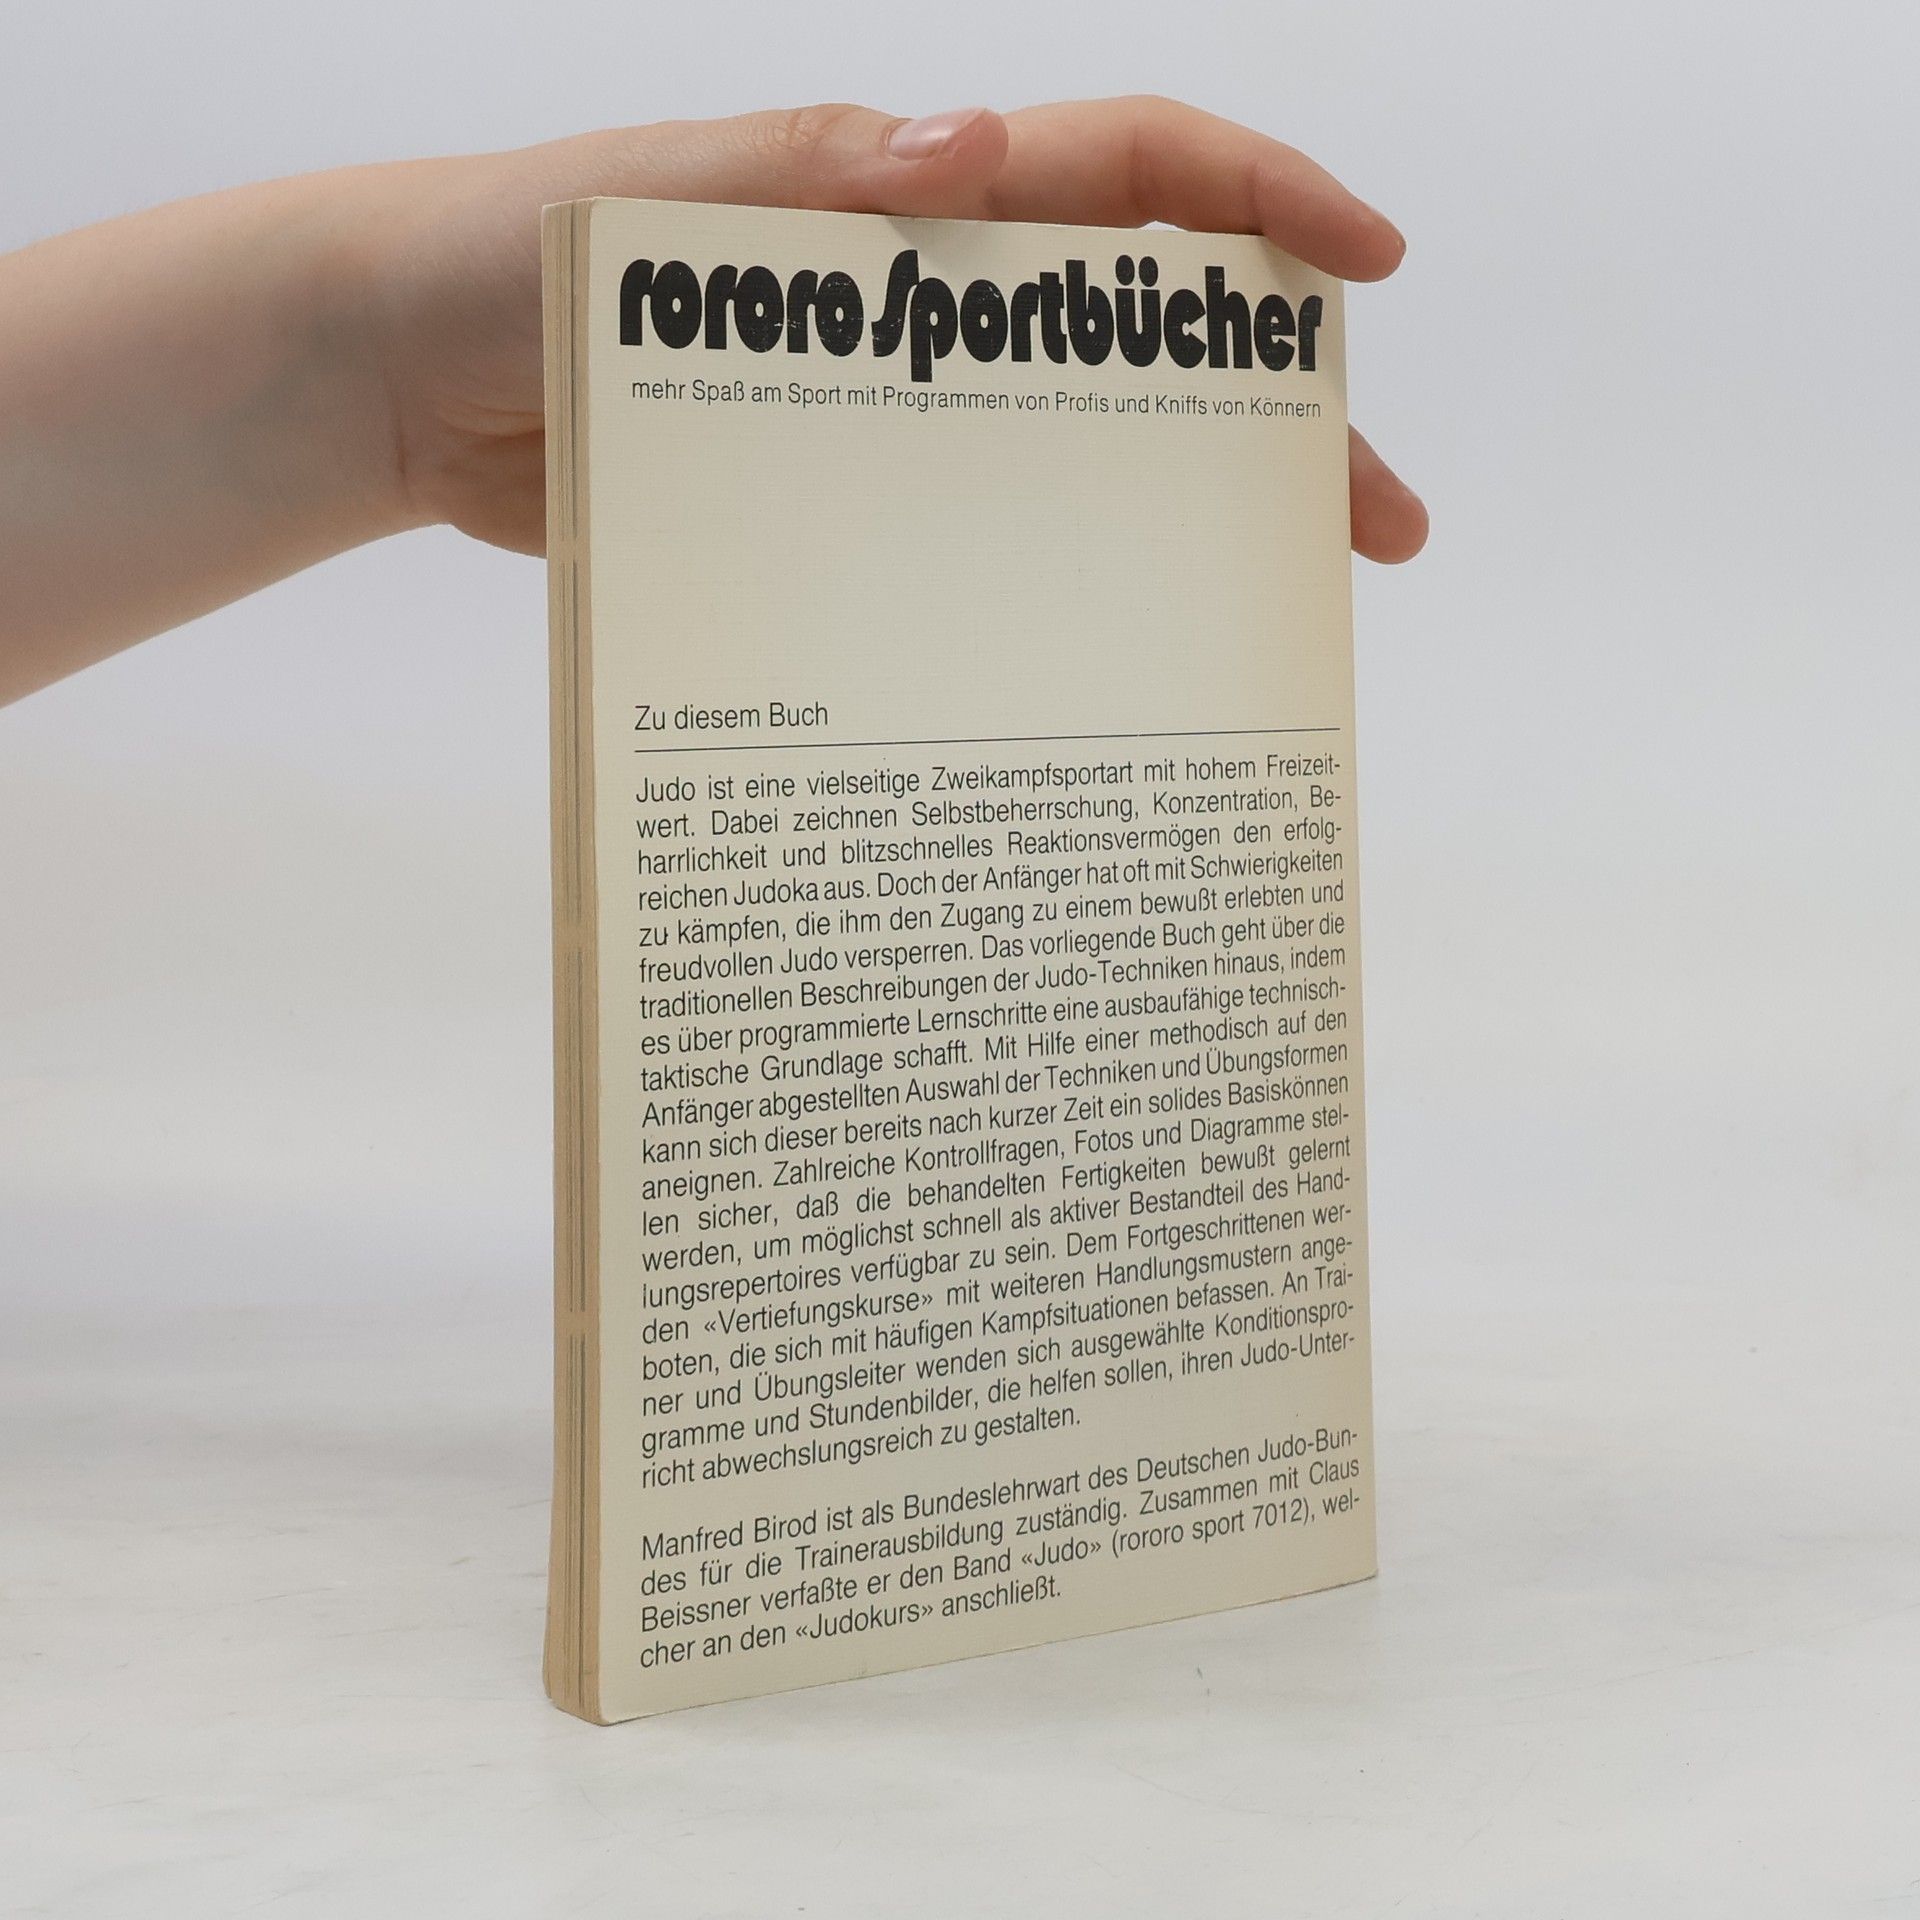 rororo Sportbücher
mehr Spaß am Sport mit Programmen von Profis und Kniffs von Könnern
Zu diesem Buch
Judo ist eine vielseitige Zweikampfsportart mit hohem Freizeit-
wert. Dabei zeichnen Selbstbeherrschung, Konzentration, Be-
harrlichkeit und blitzschnelles Reaktionsvermögen den erfolg-
reichen Judoka aus. Doch der Anfänger hat oft mit Schwierigkeiten
zu kämpfen, die ihm den Zugang zu einem bewußt erlebten und
freudvollen Judo versperren. Das vorliegende Buch geht über die
traditionellen Beschreibungen der Judo-Techniken hinaus, indem
es über programmierte Lernschritte eine ausbaufähige technisch-
taktische Grundlage schafft. Mit Hilfe einer methodisch auf den
Anfänger abgestellten Auswahl der Techniken und Übungsformen
kann sich dieser bereits nach kurzer Zeit ein solides Basiskönnen
aneignen. Zahlreiche Kontrollfragen, Fotos und Diagramme stel-
len sicher, daß die behandelten Fertigkeiten bewußt gelernt
werden, um möglichst schnell als aktiver Bestandteil des Hand-
lungsrepertoires verfügbar zu sein. Dem Fortgeschrittenen wer-
den «Vertiefungskurse» mit weiteren Handlungsmustern ange-
boten, die sich mit häufigen Kampfsituationen befassen. An Trai-
ner und Übungsleiter wenden sich ausgewählte Konditionspro-
gramme und Stundenbilder, die helfen sollen, ihren Judo-Unter-
richt abwechslungsreich zu gestalten.
Manfred Birod ist als Bundeslehrwart des Deutschen Judo-Bun-
des für die Trainerausbildung zuständig. Zusammen mit Claus
Beissner verfaßte er den Band «Judo» (rororo sport 7012), wel-
cher an den «Judokurs» anschließt.